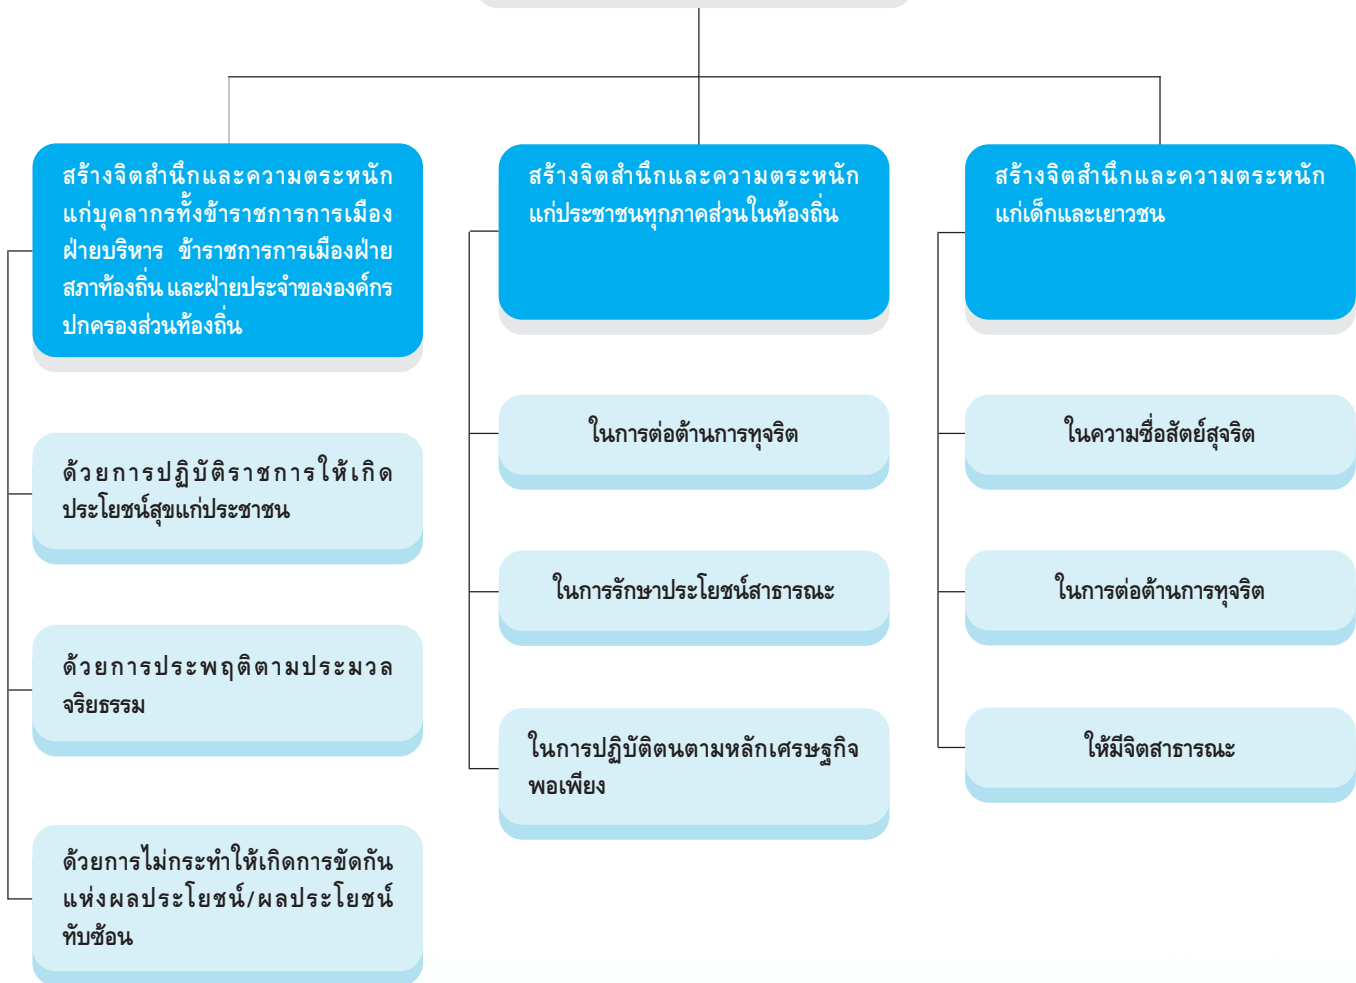 สร้างจิตสำนึกและความตระหนัก
แก่บุคลากรทั้งข้าราชการการเมือง
ฝ่ายบริหาร ข้าราชการการเมืองฝ่าย
สภาท้องถิ่น และฝ่ายประจำขององค์กร
ปกครองส่วนท้องถิ่น
ด้วยการปฏิบัติราชการให้เกิด
ประโยชน์สุขแก่ประชาชน
ด้วยการประพฤติตามประมวล
จริยธรรม
ด้วยการไม่กระทำให้เกิดการขัดกัน
แห่งผลประโยชน์/ผลประโยชน์
ทับซ้อน
สร้างจิตสำนึกและความตระหนัก
แก่ประชาชนทุกภาคส่วนในท้องถิ่น
ในการต่อต้านการทุจริต
ในการรักษาประโยชน์สาธารณะ
ในการปฏิบัติตนตามหลักเศรษฐกิจ
พอเพียง
สร้างจิตสำนึกและความตระหนัก
แก่เด็กและเยาวชน
ในความซื่อสัตย์สุจริต
ในการต่อต้านการทุจริต
ให้มีจิตสาธารณะ